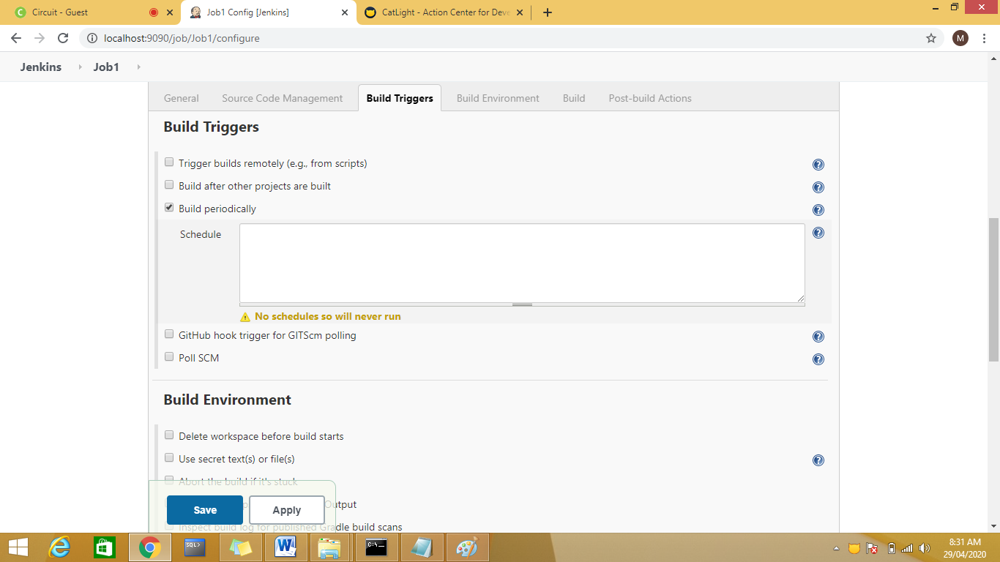 Circuit - Guest
Job1 Config [Jenkins]
CatLight - Action Center for Deve
localhost:9090/job/Job1/configure
M
Jenkins
Job1
General
Source Code Management
Build Triggers
Build Environment
Build
Post-build Actions
Build Triggers
Trigger builds remotely (e.g., from scripts)
Build after other projects are built
Build periodically
Schedule
No schedules so will never run
GitHub hook trigger for GITScm polling
Poll SCM
Build Environment
Delete workspace before build starts
Use secret text(s) or file(s)
Abort the build if it's stuck
Output
Inspect build log for published Gradle build scans
Save
Apply
SQL>
C:\
8:31 AM
29/04/2020